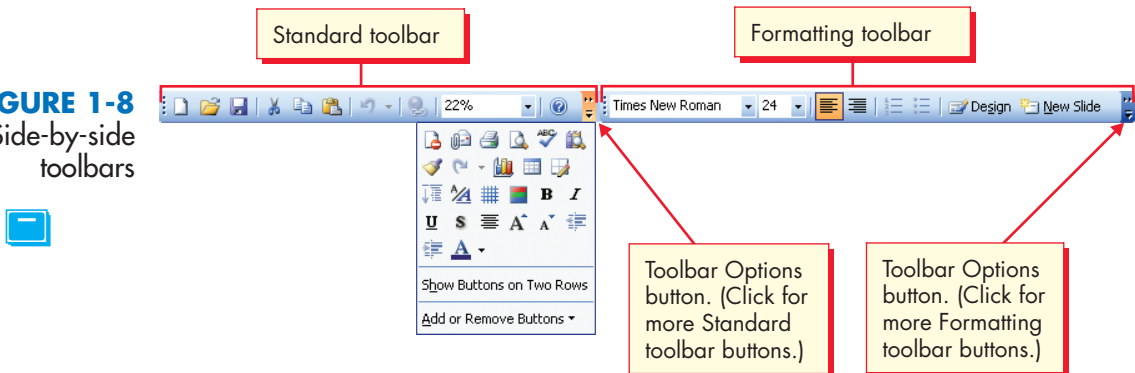 Standard toolbar
Formatting toolbar
GURE 1-8
Side-by-side
toolbars
22%
Times New Roman
24
Design
New Slide
ABC
B I
U S A A
A
Show Buttons on Two Rows
Add or Remove Buttons
Toolbar Options
button. (Click for
more Standard
toolbar buttons.)
Toolbar Options
button. (Click for
more Formatting
toolbar buttons.)